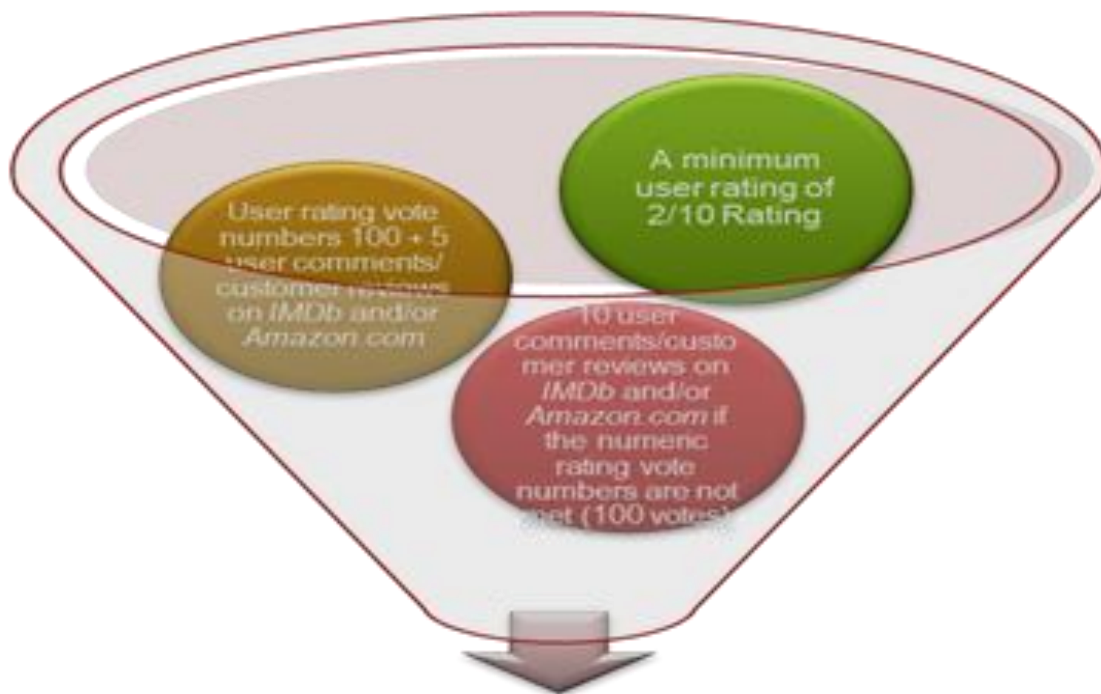 A minimum
user rating of
2/10 Rating
User rating vote
numbers 100 + 5
user comments/
customer reviews
on IMDb and/or
Amazon.com
10 user
comments/custo
mer reviews on
IMDb and/or
Amazon.com if
the numeric
rating vote
numbers are not
met (100 votes)